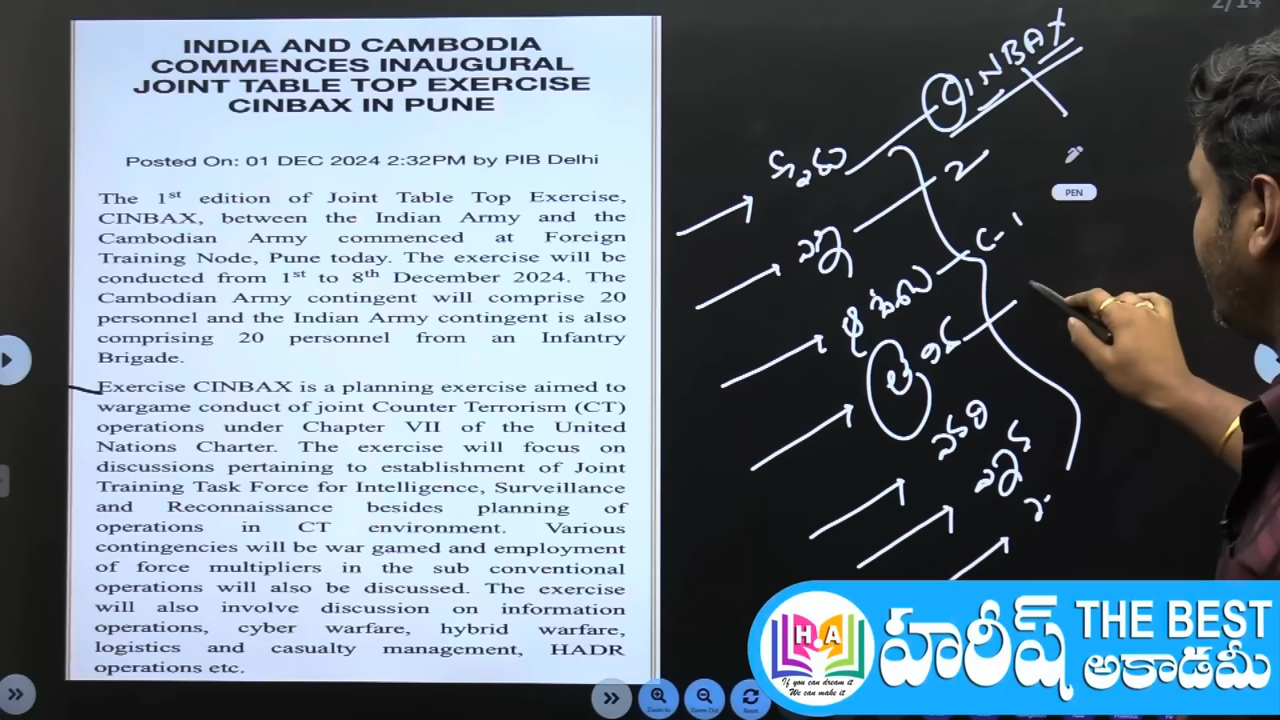 2/14
INDIA AND CAMBODIA
COMMENCES INAUGURAL
JOINT TABLE TOP EXERCISE
CINBAX IN PUNE
Posted On: 01 DEC 2024 2:32PM by PIB Delhi
The 1st edition of Joint Table Top Exercise,
CINBAX, between the Indian Army and the
Cambodian Army commenced at Foreign
Training Node, Pune today. The exercise will be
conducted from 1st to 8th December 2024. The
Cambodian Army contingent will comprise 20
personnel and the Indian Army contingent is also
comprising 20 personnel from an Infantry
Brigade.
Exercise CINBAX is a planning exercise aimed to
wargame conduct of joint Counter Terrorism (CT)
operations under Chapter VII of the United
Nations Charter. The exercise will focus on
discussions pertaining to establishment of Joint
Training Task Force for Intelligence, Surveillance
and Reconnaissance besides planning of
operations in CT environment. Various
contingencies will be war gamed and employment
of force multipliers in the sub conventional
operations will also be discussed. The exercise
will also involve discussion on information
operations, cyber warfare, hybrid warfare,
logistics and casualty management, HADR
operations etc.
CINBAX
PEN
C-1
Zoom In
Zoom Out
Reset
H.A
If you can dream it
We can make it
హరీష్
THE BEST
అకాడమీ